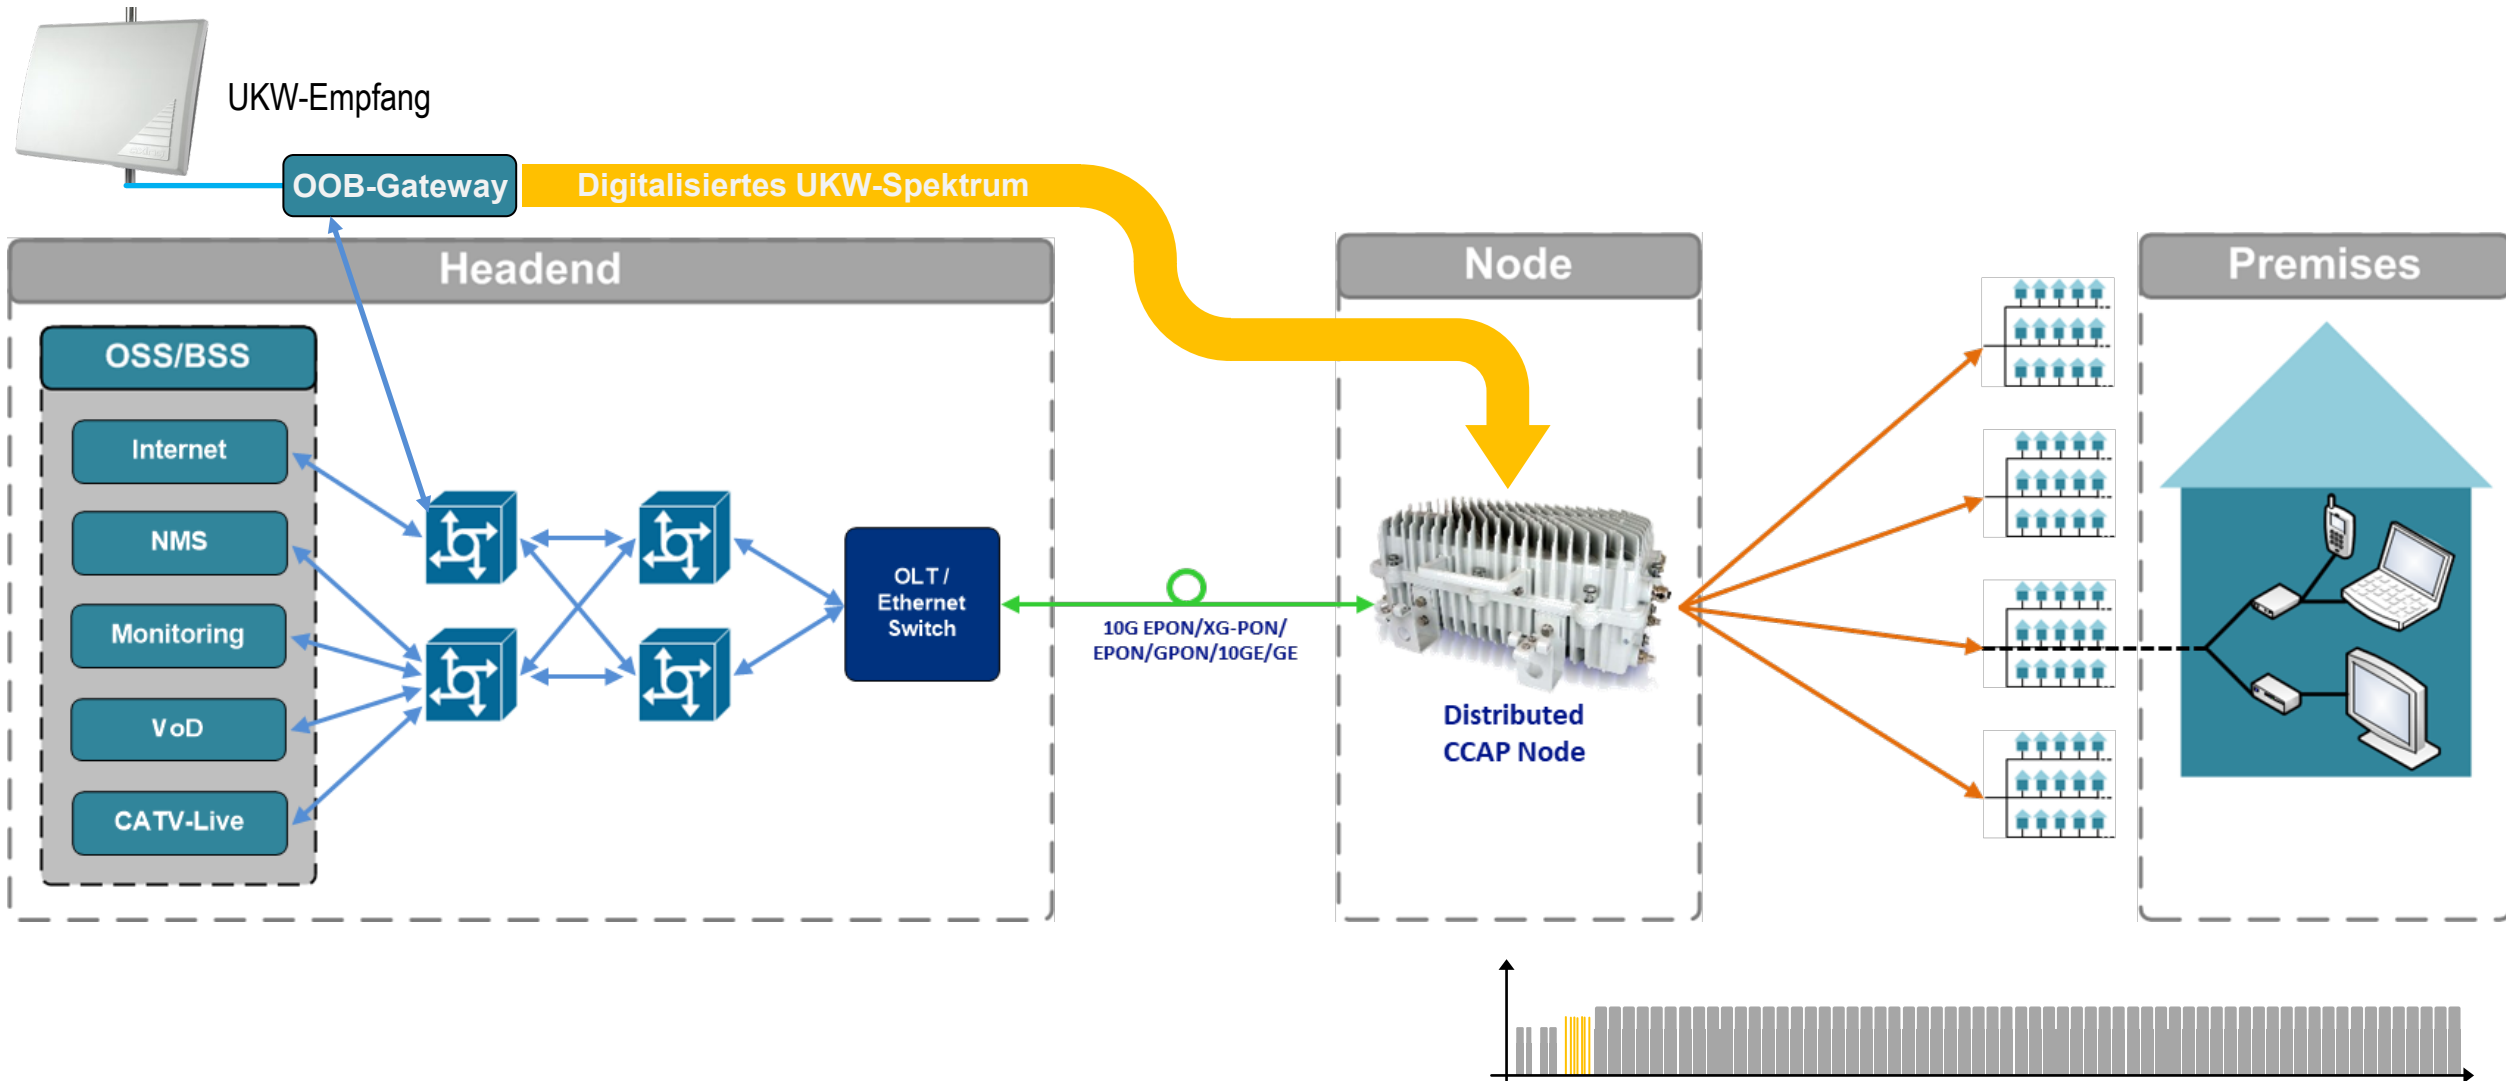 UKW-Empfang
OOB-Gateway
Digitalisiertes UKW-Spektrum
Headend
Node
Premises
OSS/BSS
Internet
NMS
Monitoring
VoD
CATV-Live
OLT /
Ethernet
Switch
10G EPON/XG-PON/
EPON/GPON/10GE/GE
Distributed
CCAP Node